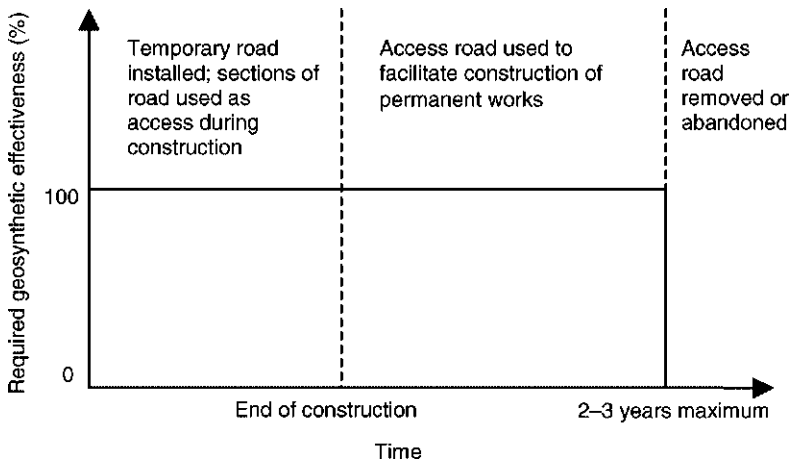 Required geosynthetic effectiveness (%)
Temporary road
installed; sections of
road used as
access during
construction
Access road used to
facilitate construction of
permanent works
Access
road
removed or
abandoned
100
0
End of construction
2–3 years maximum
Time